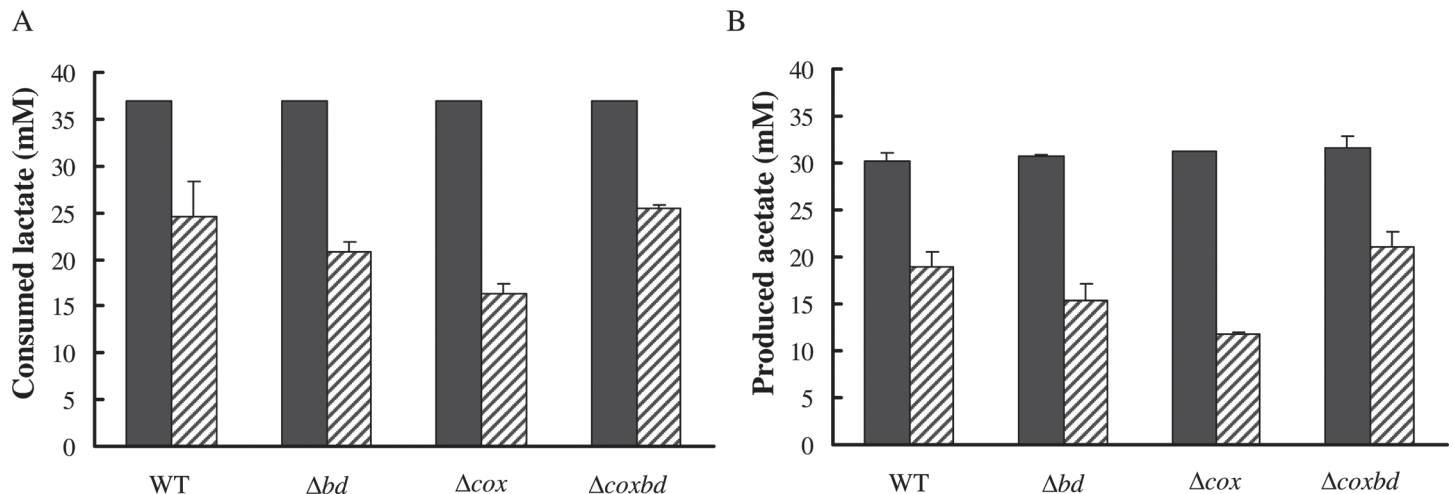 A
Consumed lactate (mM)
40
35
30
25
20
15
10
5
0
WT
Δbd
Δcox
Δcoxbd
B
Produced acetate (mM)
40
35
30
25
20
15
10
5
0
WT
Δbd
Δcox
Δcoxbd